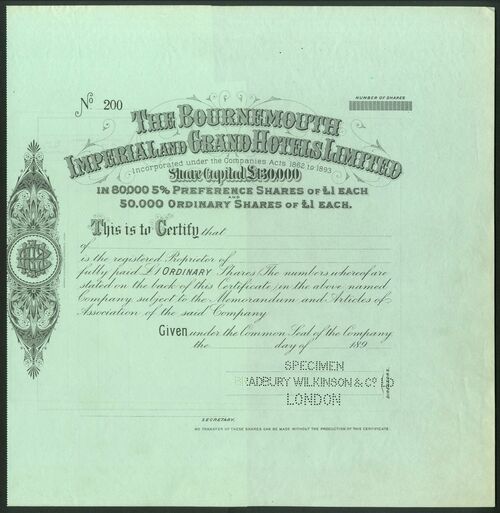 No 200
NUMBER OF SHARES
THE BOURNEMOUTH
IMPERIAL AND GRAND HOTELS LIMITED
Incorporated under the Companies Acts 1862 to 1893
Share Capital £130,000
IN 80,000 5% PREFERENCE SHARES OF £1 EACH
AND
50.000 ORDINARY SHARES OF £1 EACH.
This is to Certify that
of
is the registered Proprietor of
fully paid £1 ORDINARY Shares (The numbers whereof are
stated on the back of this Certificate) in the above named
Company subject to the Memorandum and Articles of
Association of the said Company
Given under the Common Seal of the Company
the day of 189
SPECIMEN
BRADBURY WILKINSON & Co LD
LONDON
DIRECTORS.
SECRETARY.
NO TRANSFER OF THESE SHARES CAN BE MADE WITHOUT THE PRODUCTION OF THIS CERTIFICATE